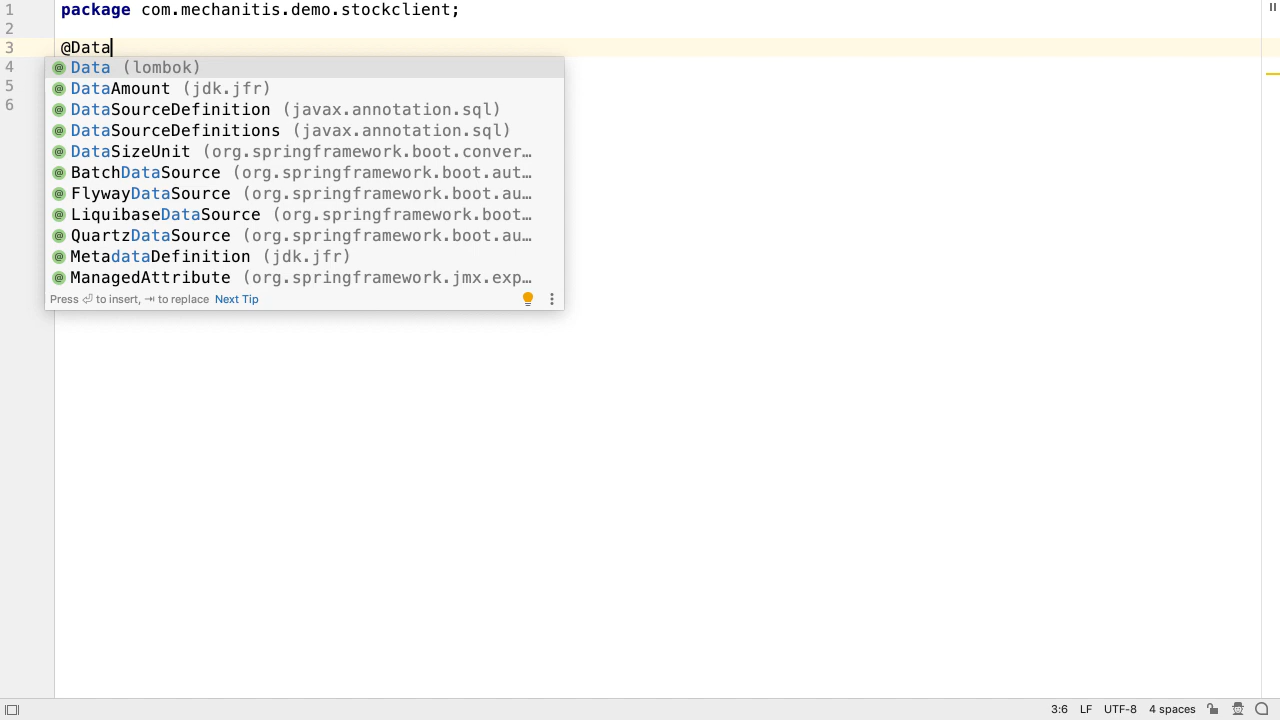 1 package com.mechanitis.demo.stockclient;
2
3 @Data
4 @ Data (lombok)
@ DataAmount (jdk.jfr)
5
6 @ DataSourceDefinition (javax.annotation.sql)
@ DataSourceDefinitions (javax.annotation.sql)
@ DataSizeUnit (org.springframework.boot.conver…
@ BatchDataSource (org.springframework.boot.aut…
@ FlywayDataSource (org.springframework.boot.au…
@ LiquibaseDataSource (org.springframework.boot…
@ QuartzDataSource (org.springframework.boot.au…
@ MetadataDefinition (jdk.jfr)
@ ManagedAttribute (org.springframework.jmx.exp…
Press ⏎ to insert, ⇥ to replace Next Tip
3:6 LF UTF-8 4 spaces